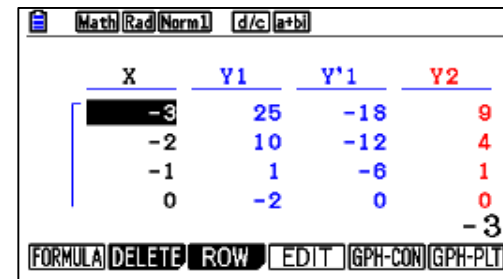 Math Rad Norm1 d/c a+bi
X Y1 Y'1 Y2
-3 25 -18 9
-2 10 -12 4
-1 1 -6 1
0 -2 0 0
-3
FORMULA DELETE ROW EDIT GPH-CON GPH-PLT